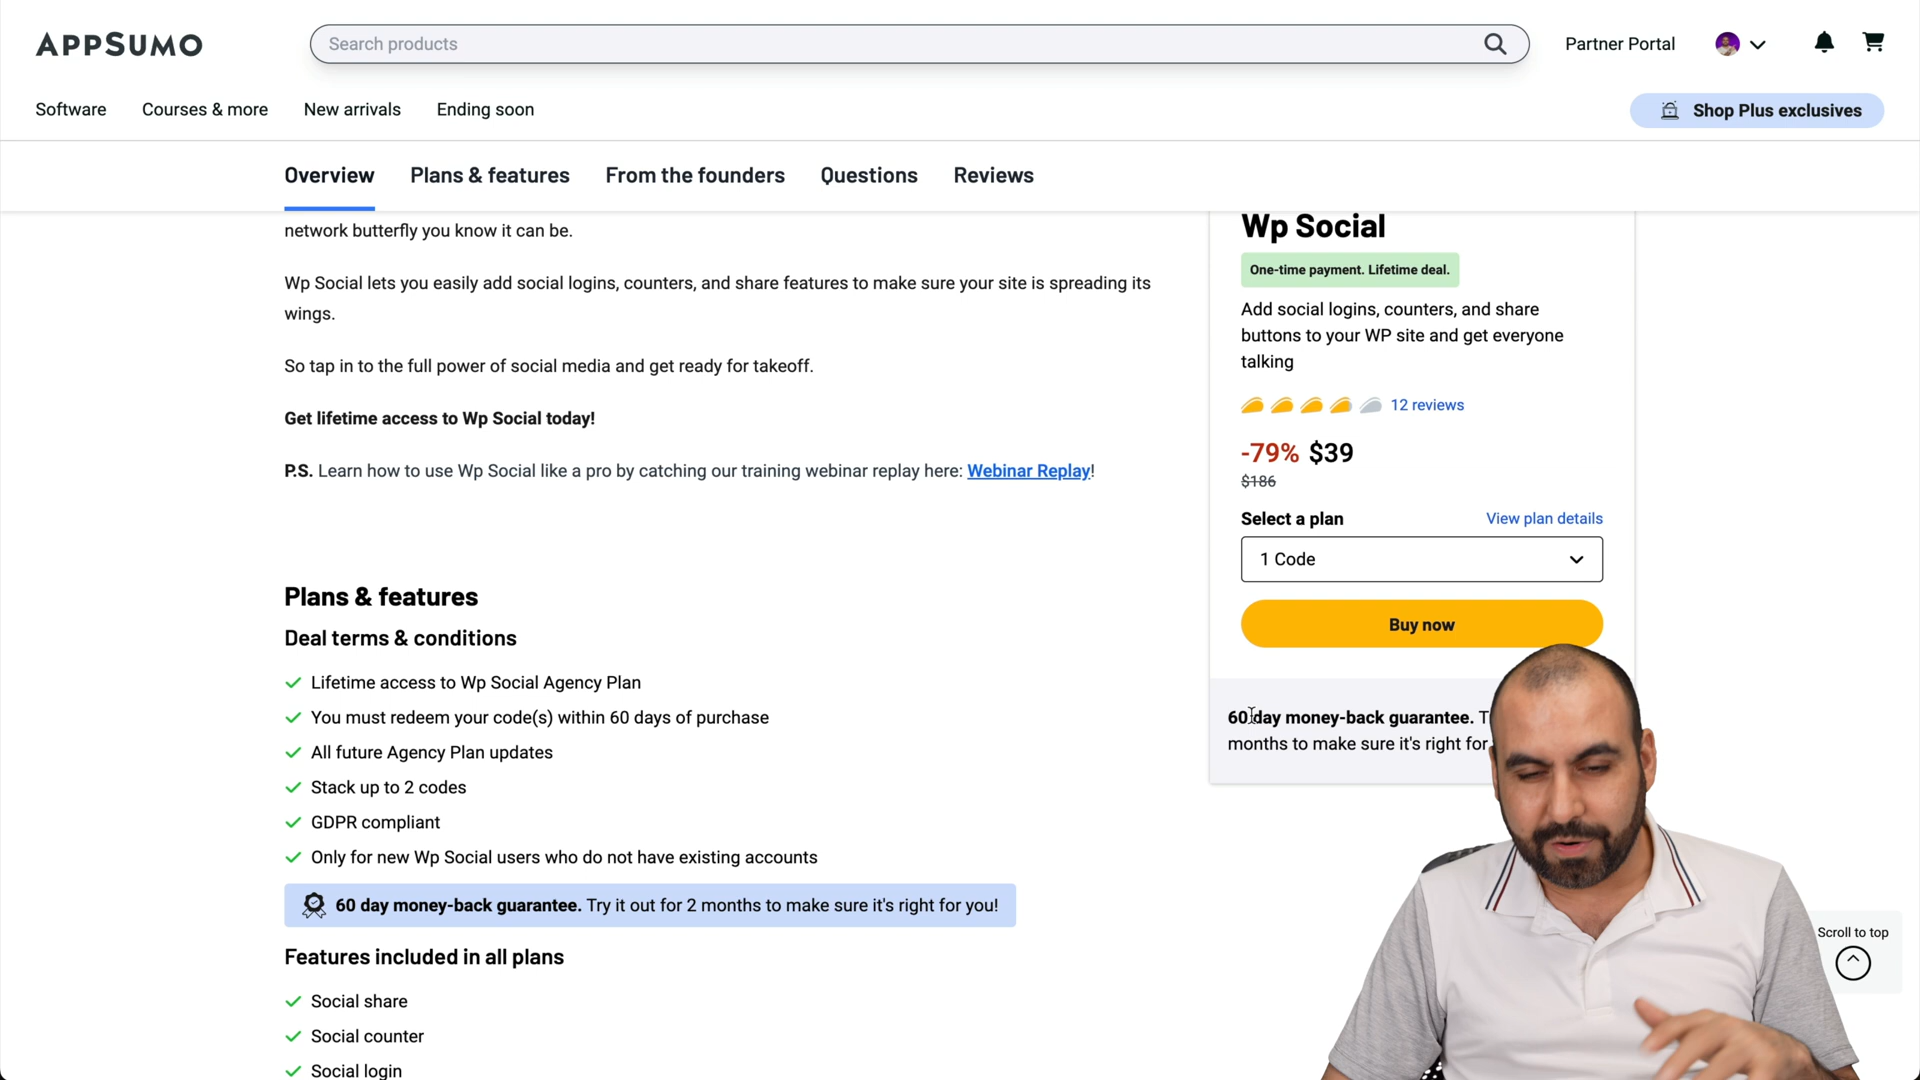 APPSUMO
Search products
Partner Portal
Software
Courses & more
New arrivals
Ending soon
Shop Plus exclusives
Overview
Plans & features
From the founders
Questions
Reviews
network butterfly you know it can be.
Wp Social lets you easily add social logins, counters, and share features to make sure your site is spreading its
wings.
So tap in to the full power of social media and get ready for takeoff.
Get lifetime access to Wp Social today!
P.S. Learn how to use Wp Social like a pro by catching our training webinar replay here: Webinar Replay!
Plans & features
Deal terms & conditions
Lifetime access to Wp Social Agency Plan
You must redeem your code(s) within 60 days of purchase
All future Agency Plan updates
Stack up to 2 codes
GDPR compliant
Only for new Wp Social users who do not have existing accounts
60 day money-back guarantee. Try it out for 2 months to make sure it's right for you!
Features included in all plans
Social share
Social counter
Social login
Wp Social
One-time payment. Lifetime deal.
Add social logins, counters, and share
buttons to your WP site and get everyone
talking
12 reviews
-79% $39
$186
Select a plan
View plan details
1 Code
Buy now
60 day money-back guarantee.
months to make sure it's right for
Scroll to top